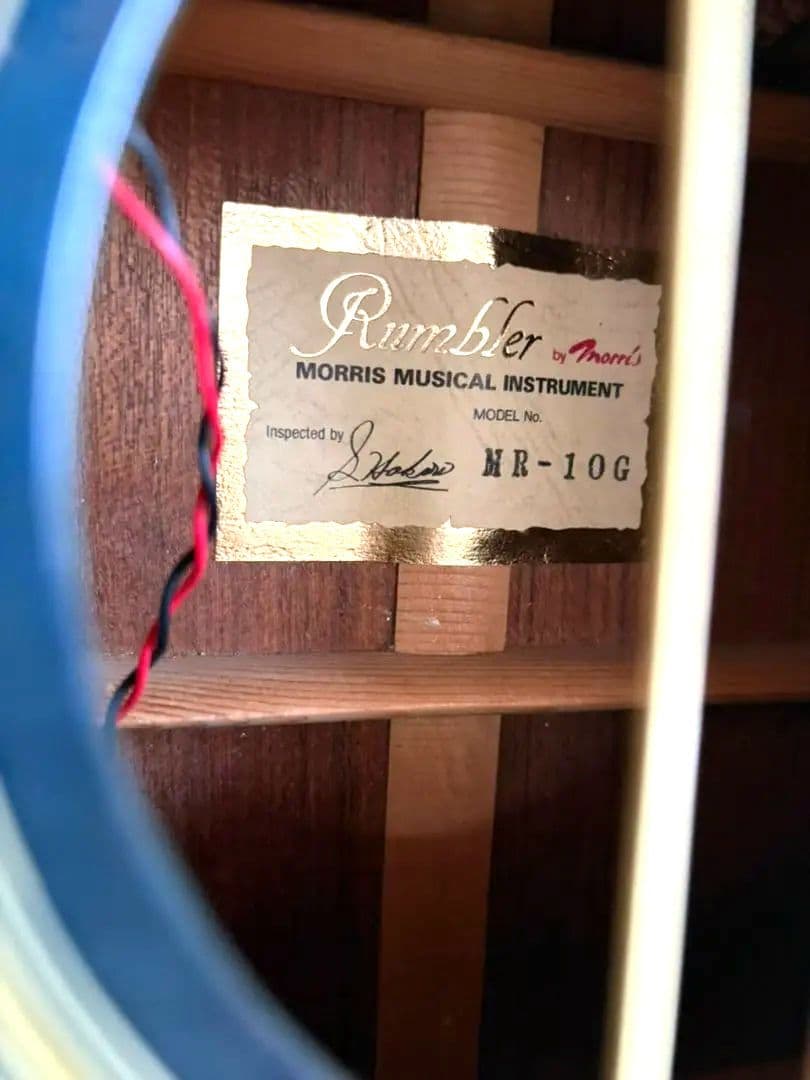 Rumbler by Morris
MORRIS MUSICAL INSTRUMENT
MODEL No.
Inspected by
MR-10G